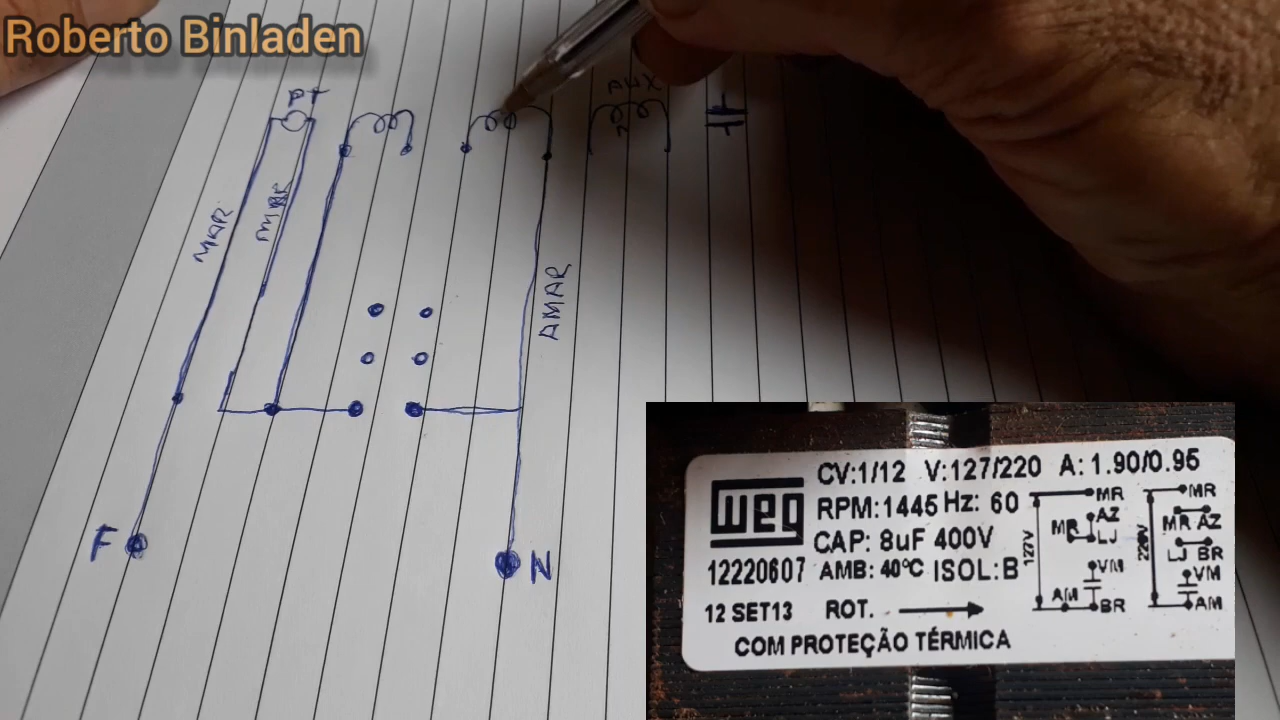 Roberto Binladen
PT
AUX
MAR
MAR
AMAR
F
N
CV:1/12 V:127/220 A: 1.90/0.95
WEG
RPM:1445 Hz: 60
CAP: 8uF 400V
12220607 AMB: 40°C ISOL:B
12 SET13 ROT.
COM PROTEÇÃO TÉRMICA
127V
MR
AZ
MR
LJ
VM
AM
BR
220V
MR
MR AZ
LJ BR
VM
AM